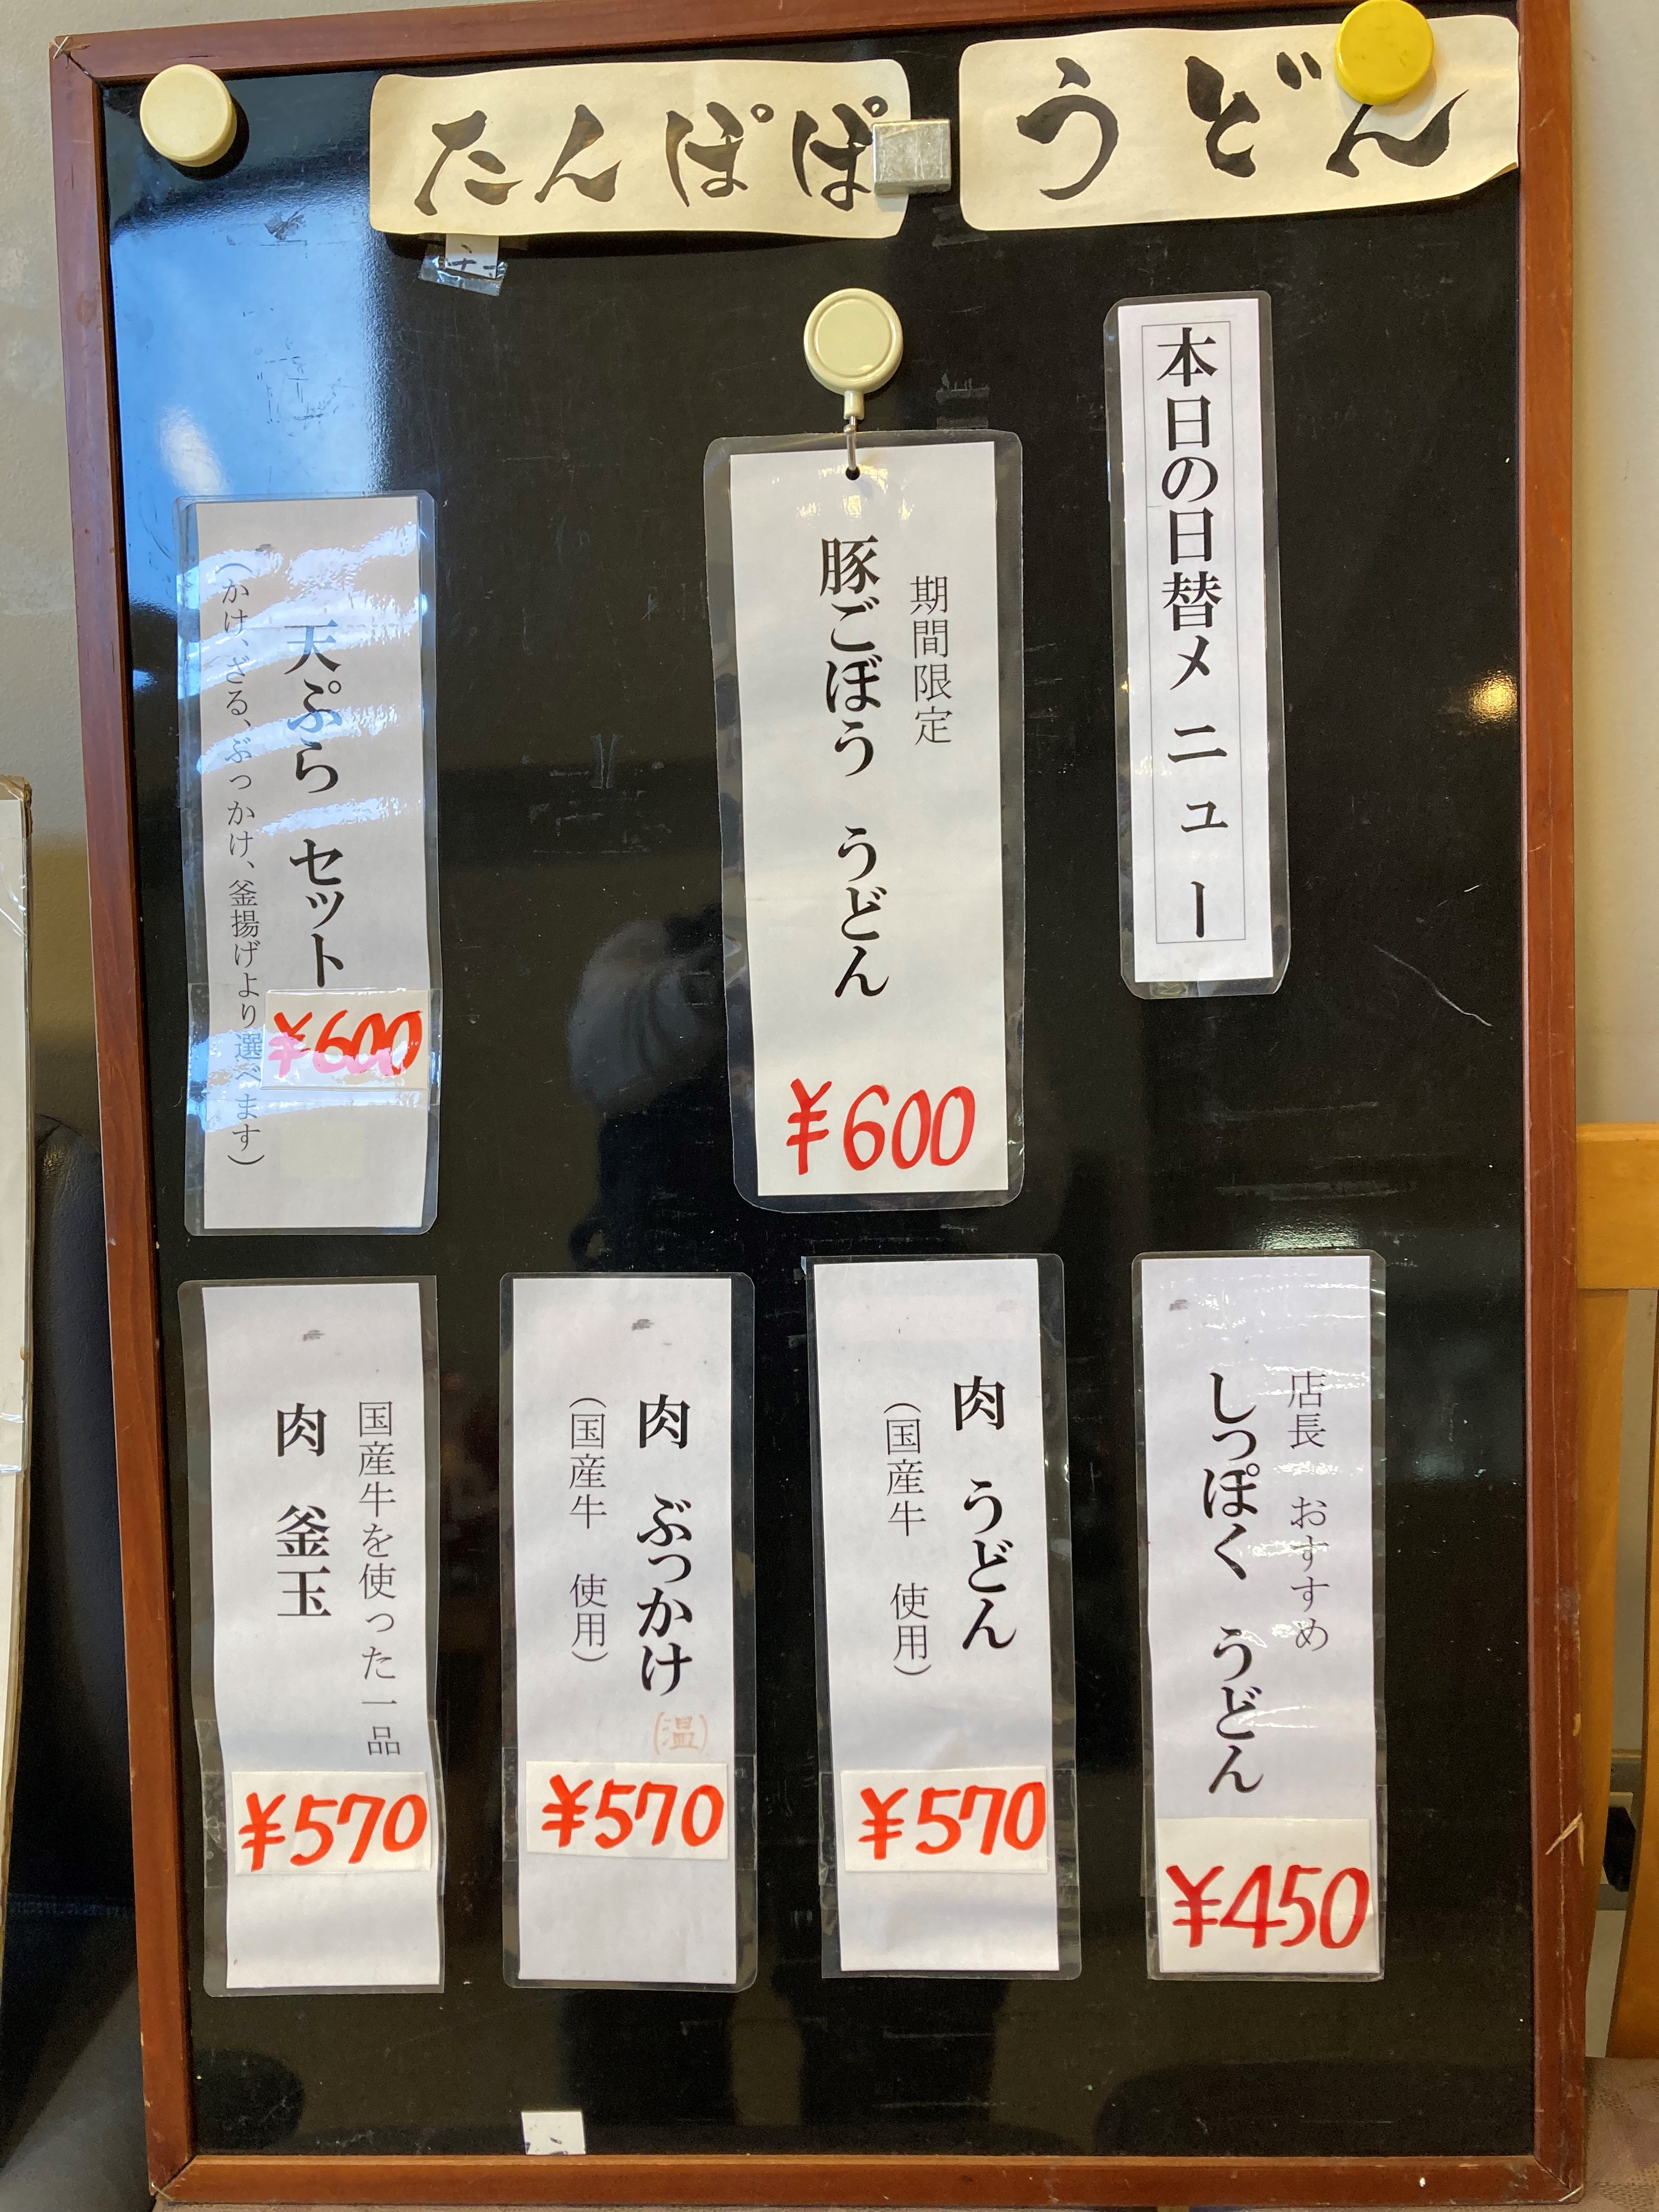 たんぽぽ うどん
本日の日替メニュー
期間限定
豚ごぼう うどん
¥600
天ぷら セット
¥600
(かけ、ざる、ぶっかけ、釜揚げより選べます)
店長 おすすめ
しっぽく うどん
¥450
肉 うどん
(国産牛 使用)
¥570
肉 ぶっかけ
(温)
(国産牛 使用)
¥570
国産牛を使った一品
肉 釜玉
¥570